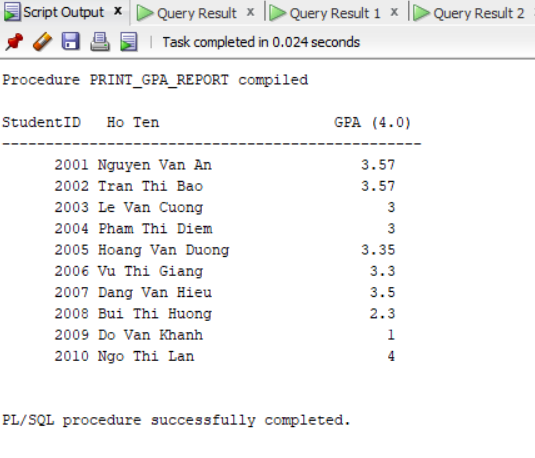 Script Output x Query Result x Query Result 1 x Query Result 2
Task completed in 0.024 seconds
Procedure PRINT_GPA_REPORT compiled
StudentID Ho Ten GPA (4.0)
------------------------------------------------
2001 Nguyen Van An 3.57
2002 Tran Thi Bao 3.57
2003 Le Van Cuong 3
2004 Pham Thi Diem 3
2005 Hoang Van Duong 3.35
2006 Vu Thi Giang 3.3
2007 Dang Van Hieu 3.5
2008 Bui Thi Huong 2.3
2009 Do Van Khanh 1
2010 Ngo Thi Lan 4
PL/SQL procedure successfully completed.